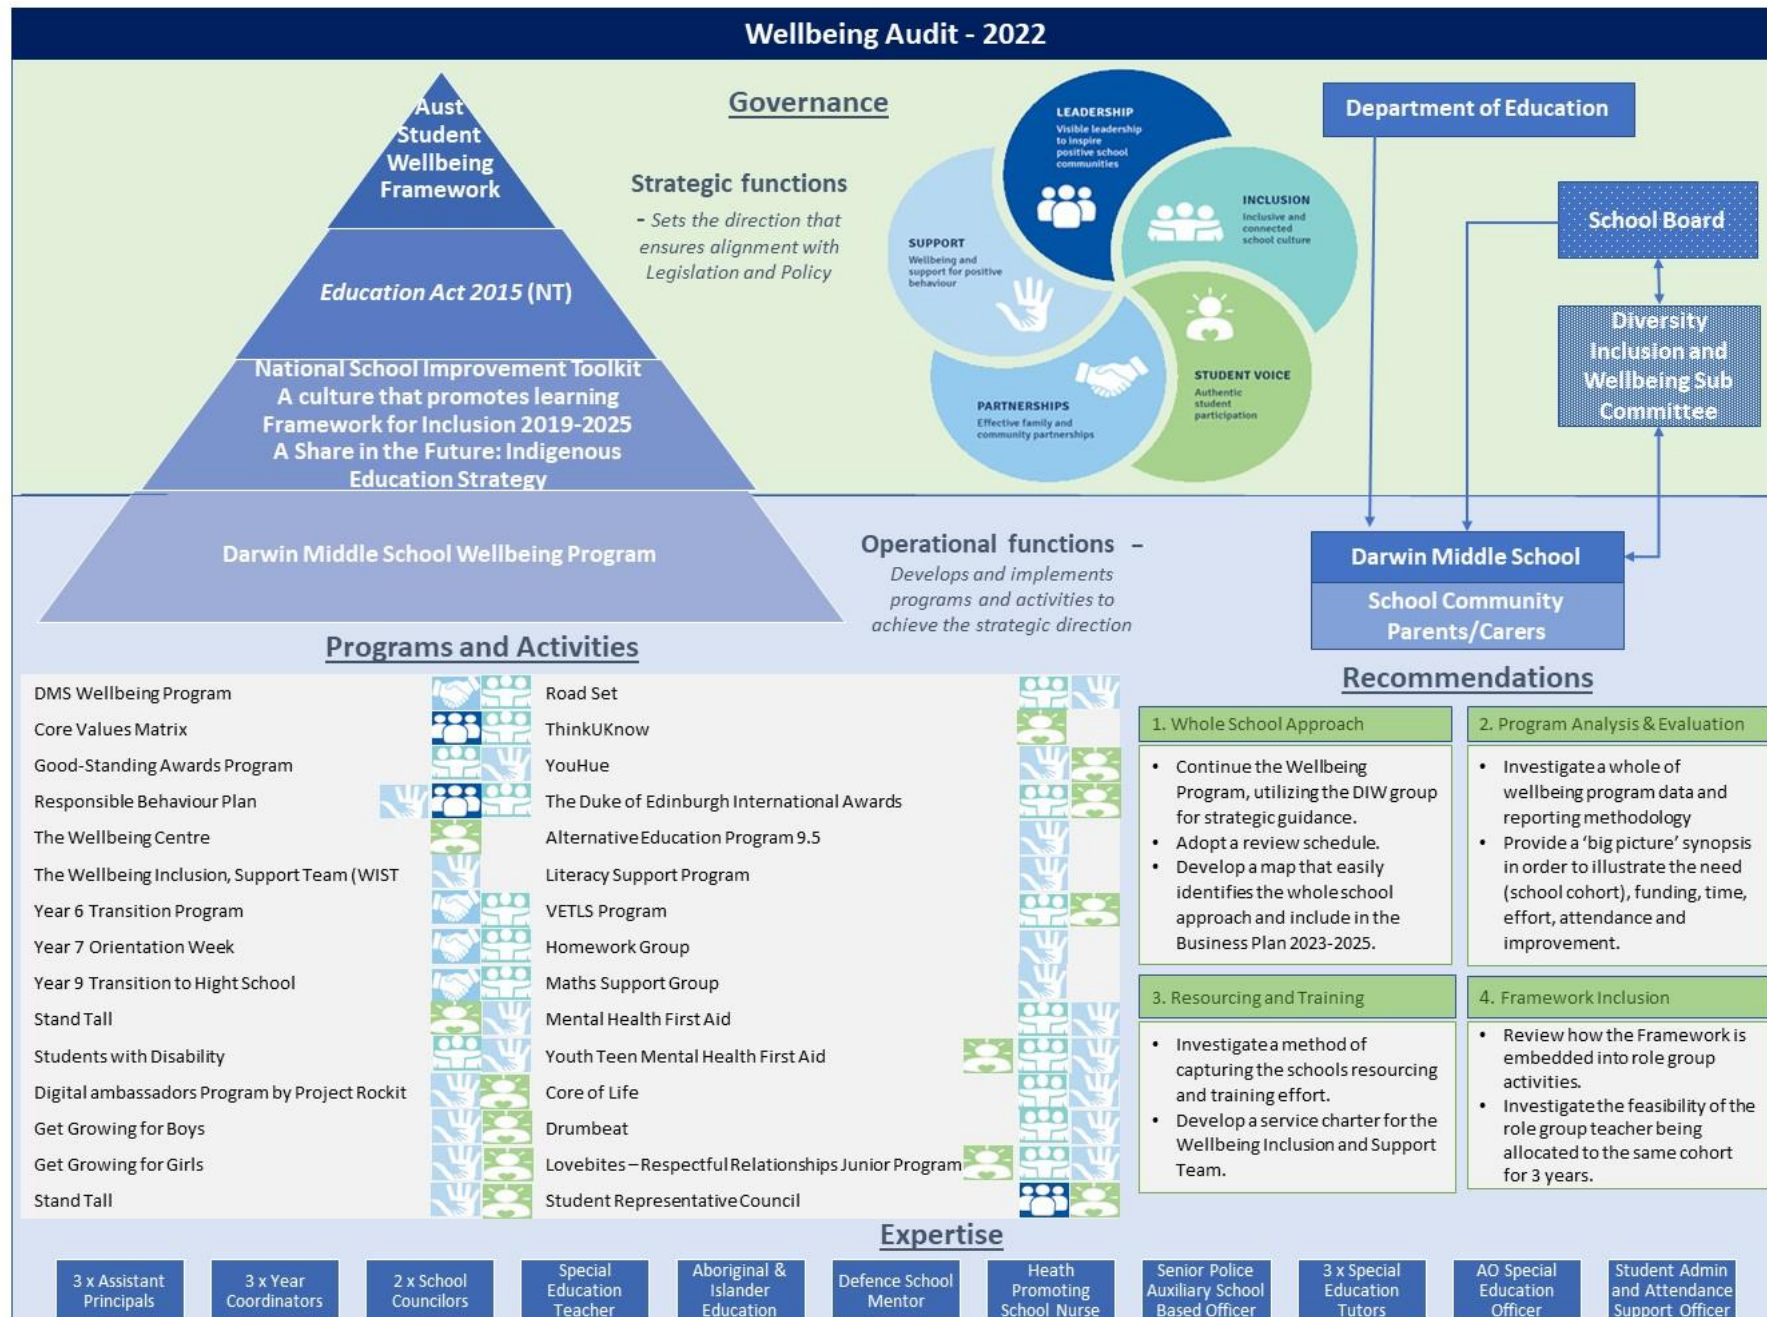 Wellbeing Audit - 2022
Aust
Student
Wellbeing
Framework
Education Act 2015 (NT)
National School Improvement Toolkit
A culture that promotes learning
Framework for Inclusion 2019-2025
A Share in the Future: Indigenous
Education Strategy
Darwin Middle School Wellbeing Program
Governance
Strategic functions
- Sets the direction that
ensures alignment with
Legislation and Policy
LEADERSHIP
Visible leadership
to inspire
positive school
communities
INCLUSION
Inclusive and
connected
school culture
SUPPORT
Wellbeing and
support for positive
behaviour
STUDENT VOICE
Authentic
student
participation
PARTNERSHIPS
Effective family and
community partnerships
Department of Education
School Board
Diversity
Inclusion and
Wellbeing Sub
Committee
Operational functions –
Develops and implements
programs and activities to
achieve the strategic direction
Darwin Middle School
School Community
Parents/Carers
Programs and Activities
DMS Wellbeing Program
Core Values Matrix
Good-Standing Awards Program
Responsible Behaviour Plan
The Wellbeing Centre
The Wellbeing Inclusion, Support Team (WIST
Year 6 Transition Program
Year 7 Orientation Week
Year 9 Transition to Hight School
Stand Tall
Students with Disability
Digital ambassadors Program by Project Rockit
Get Growing for Boys
Get Growing for Girls
Stand Tall
Road Set
ThinkUKnow
YouHue
The Duke of Edinburgh International Awards
Alternative Education Program 9.5
Literacy Support Program
VETLS Program
Homework Group
Maths Support Group
Mental Health First Aid
Youth Teen Mental Health First Aid
Core of Life
Drumbeat
Lovebites – Respectful Relationships Junior Program
Student Representative Council
Recommendations
1. Whole School Approach
• Continue the Wellbeing
Program, utilizing the DIW group
for strategic guidance.
• Adopt a review schedule.
• Develop a map that easily
identifies the whole school
approach and include in the
Business Plan 2023-2025.
2. Program Analysis & Evaluation
• Investigate a whole of
wellbeing program data and
reporting methodology
• Provide a ‘big picture’ synopsis
in order to illustrate the need
(school cohort), funding, time,
effort, attendance and
improvement.
3. Resourcing and Training
• Investigate a method of
capturing the schools resourcing
and training effort.
• Develop a service charter for the
Wellbeing Inclusion and Support
Team.
4. Framework Inclusion
• Review how the Framework is
embedded into role group
activities.
• Investigate the feasibility of the
role group teacher being
allocated to the same cohort
for 3 years.
Expertise
3 x Assistant
Principals
3 x Year
Coordinators
2 x School
Councilors
Special
Education
Teacher
Aboriginal &
Islander
Education
Defence School
Mentor
Heath
Promoting
School Nurse
Senior Police
Auxiliary School
Based Officer
3 x Special
Education
Tutors
AO Special
Education
Officer
Student Admin
and Attendance
Support Officer